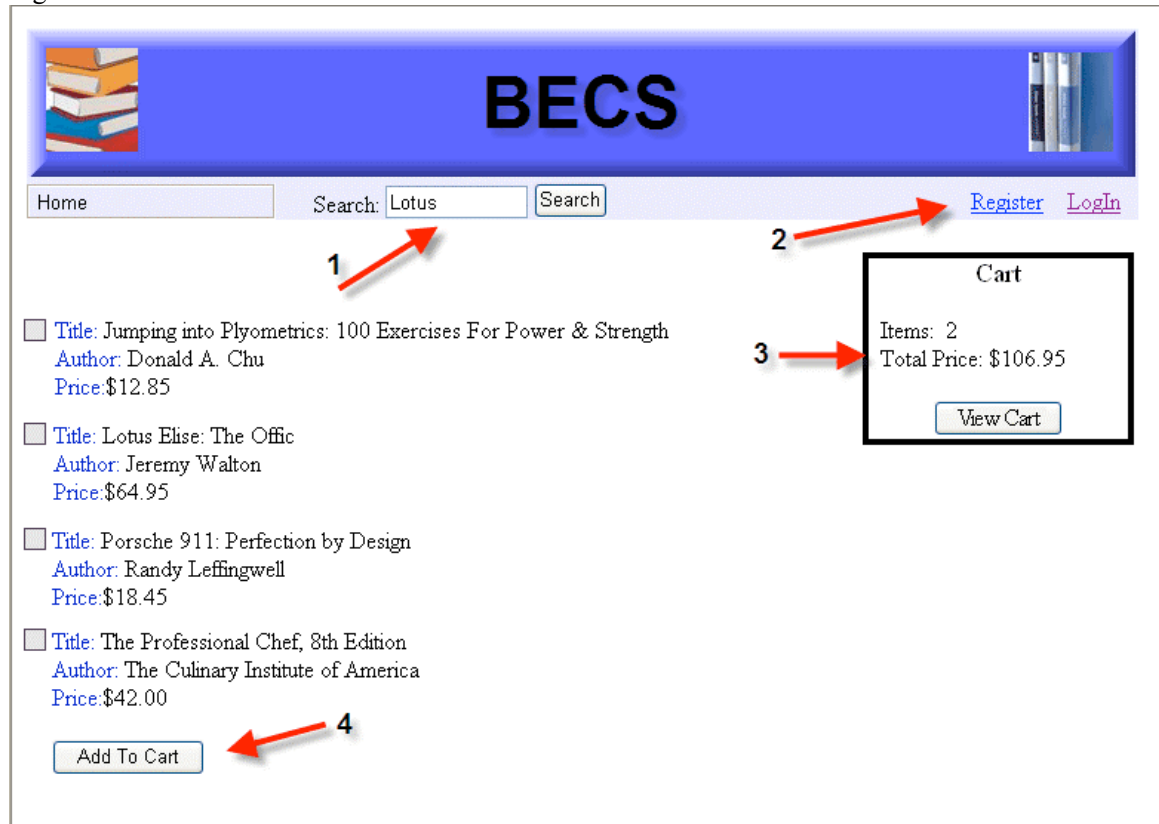 BECS
Home Search: Lotus Search Register LogIn
1
2
Cart
Items: 2
Total Price: $106.95
3
View Cart
Title: Jumping into Plyometrics: 100 Exercises For Power & Strength
Author: Donald A. Chu
Price:$12.85
Title: Lotus Elise: The Offic
Author: Jeremy Walton
Price:$64.95
Title: Porsche 911: Perfection by Design
Author: Randy Leffingwell
Price:$18.45
Title: The Professional Chef, 8th Edition
Author: The Culinary Institute of America
Price:$42.00
4
Add To Cart